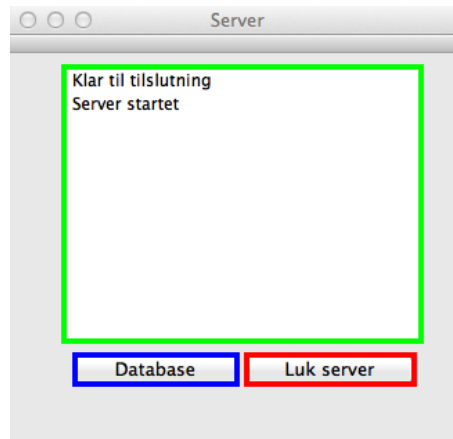 Server
Klar til tilslutning
Server startet
Database
Luk server